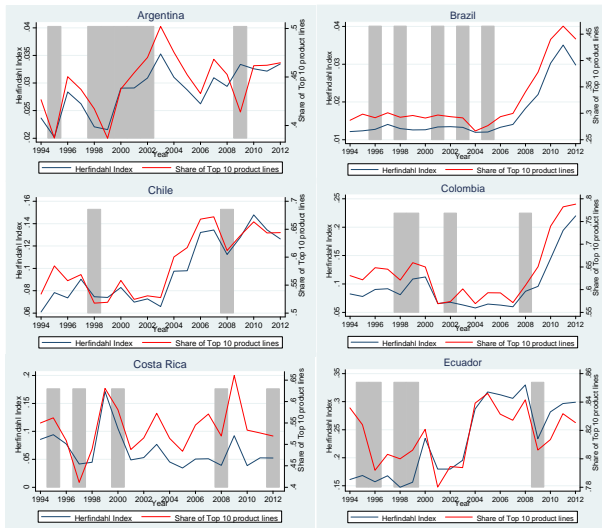 Argentina
Herfindahl Index
.02 .025 .03 .035 .04
Share of Top 10 product lines
.4 .45 .5
1994 1996 1998 2000 2002 2004 2006 2008 2010 2012
Year
Herfindahl Index Share of Top 10 product lines
Brazil
Herfindahl Index
.01 .02 .03 .04
Share of Top 10 product lines
.25 .3 .35 .4 .45
1994 1996 1998 2000 2002 2004 2006 2008 2010 2012
Year
Herfindahl Index Share of Top 10 product lines
Chile
Herfindahl Index
.06 .08 .1 .12 .14 .16
Share of Top 10 product lines
.5 .55 .6 .65 .7
1994 1996 1998 2000 2002 2004 2006 2008 2010 2012
Year
Herfindahl Index Share of Top 10 product lines
Colombia
Herfindahl Index
.05 .1 .15 .2 .25
Share of Top 10 product lines
.55 .6 .65 .7 .75 .8
1994 1996 1998 2000 2002 2004 2006 2008 2010 2012
Year
Herfindahl Index Share of Top 10 product lines
Costa Rica
Herfindahl Index
0 .05 .1 .15 .2
Share of Top 10 product lines
.4 .45 .5 .55 .6 .65
1994 1996 1998 2000 2002 2004 2006 2008 2010 2012
Year
Herfindahl Index Share of Top 10 product lines
Ecuador
Herfindahl Index
.15 .2 .25 .3 .35
Share of Top 10 product lines
.78 .8 .82 .84 .86
1994 1996 1998 2000 2002 2004 2006 2008 2010 2012
Year
Herfindahl Index Share of Top 10 product lines